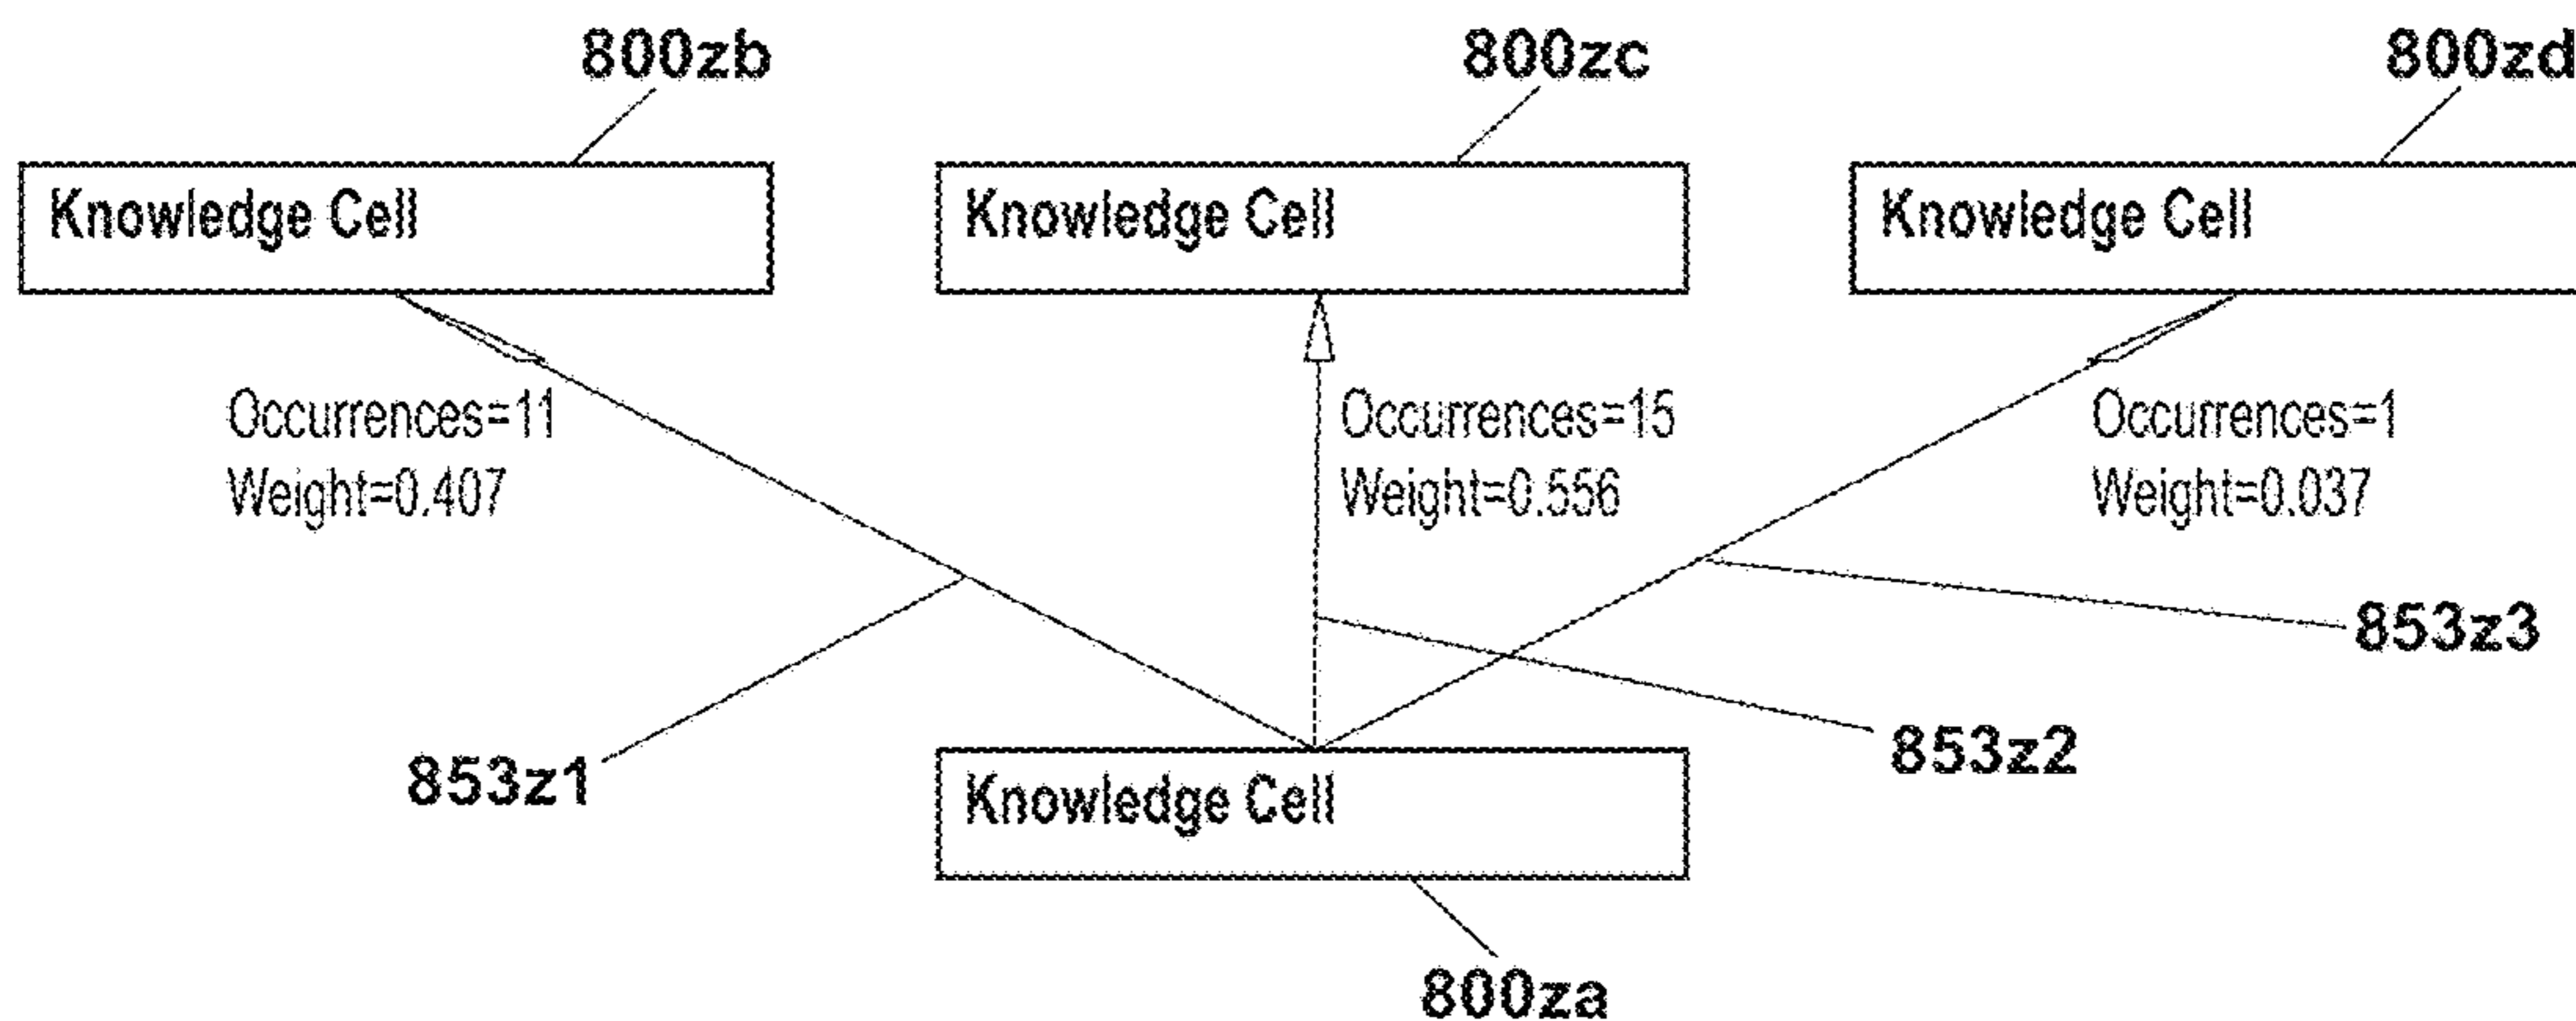 800zb
800zc
800zd
Knowledge Cell
Knowledge Cell
Knowledge Cell
Occurrences=11
Weight=0.407
Occurrences=15
Weight=0.556
Occurrences=1
Weight=0.037
853z3
853z2
853z1
Knowledge Cell
800za